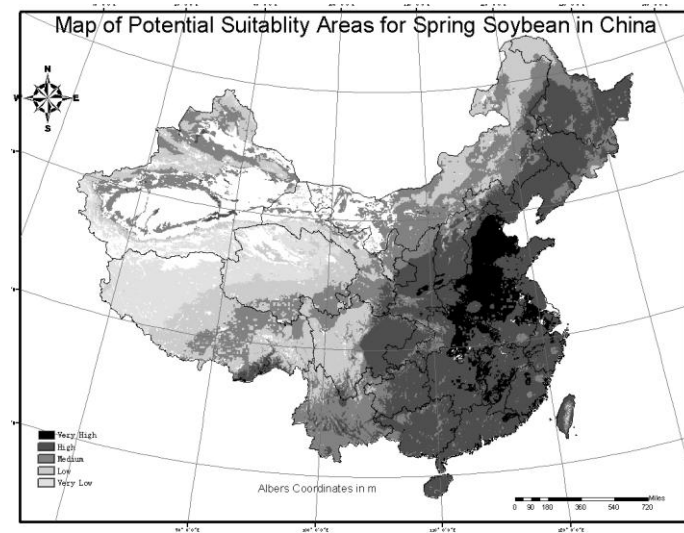 Map of Potential Suitablity Areas for Spring Soybean in China
N
W E
S
Very High
High
Medium
Low
Very Low
Albers Coordinates in m
Miles
0 90 180 360 540 720